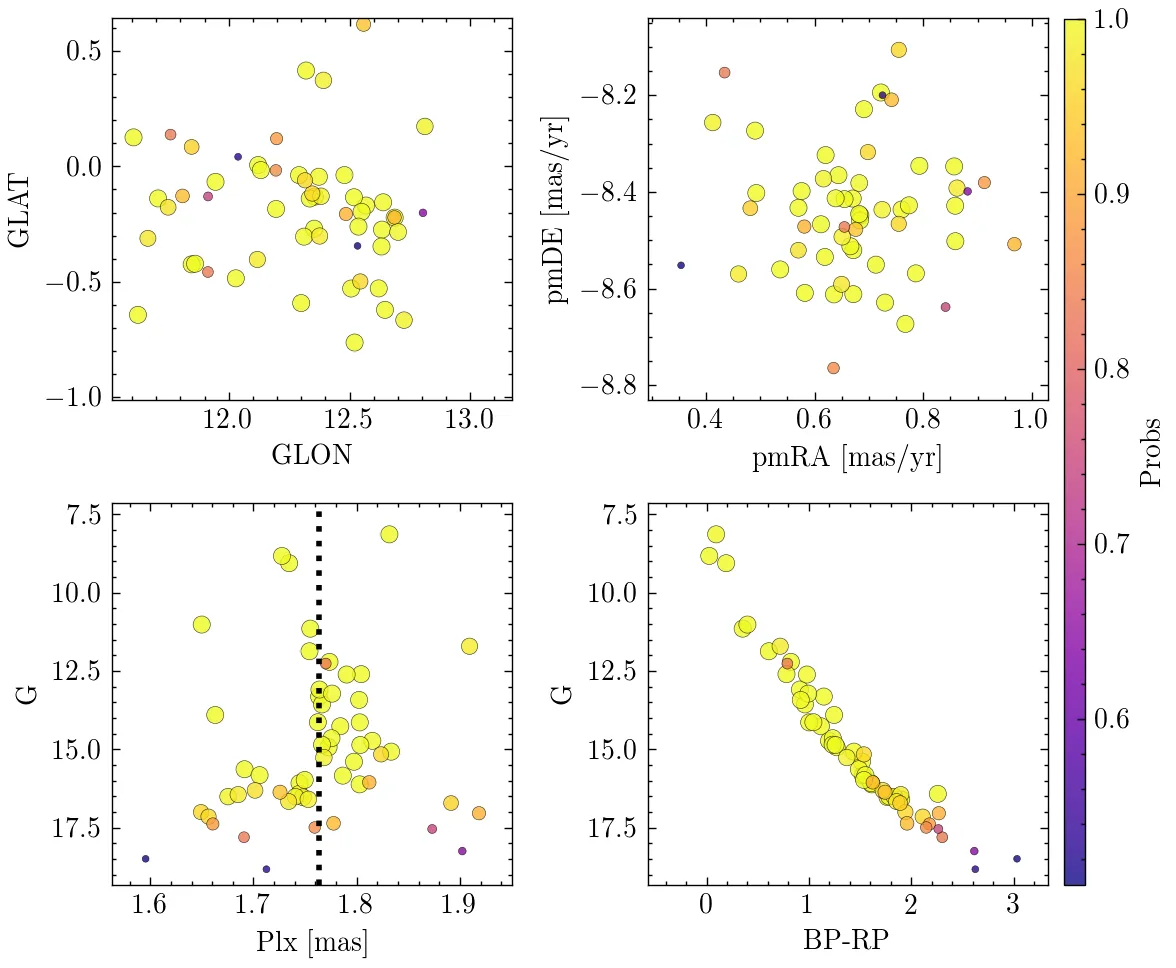 0.5
0.0
−0.5
−1.0
GLAT
12.0 12.5 13.0
GLON
−8.2
−8.4
−8.6
−8.8
pmDE [mas/yr]
0.4 0.6 0.8 1.0
pmRA [mas/yr]
1.0
0.9
0.8
0.7
0.6
Probs
7.5
10.0
12.5
15.0
17.5
G
1.6 1.7 1.8 1.9
Plx [mas]
7.5
10.0
12.5
15.0
17.5
G
0 1 2 3
BP-RP